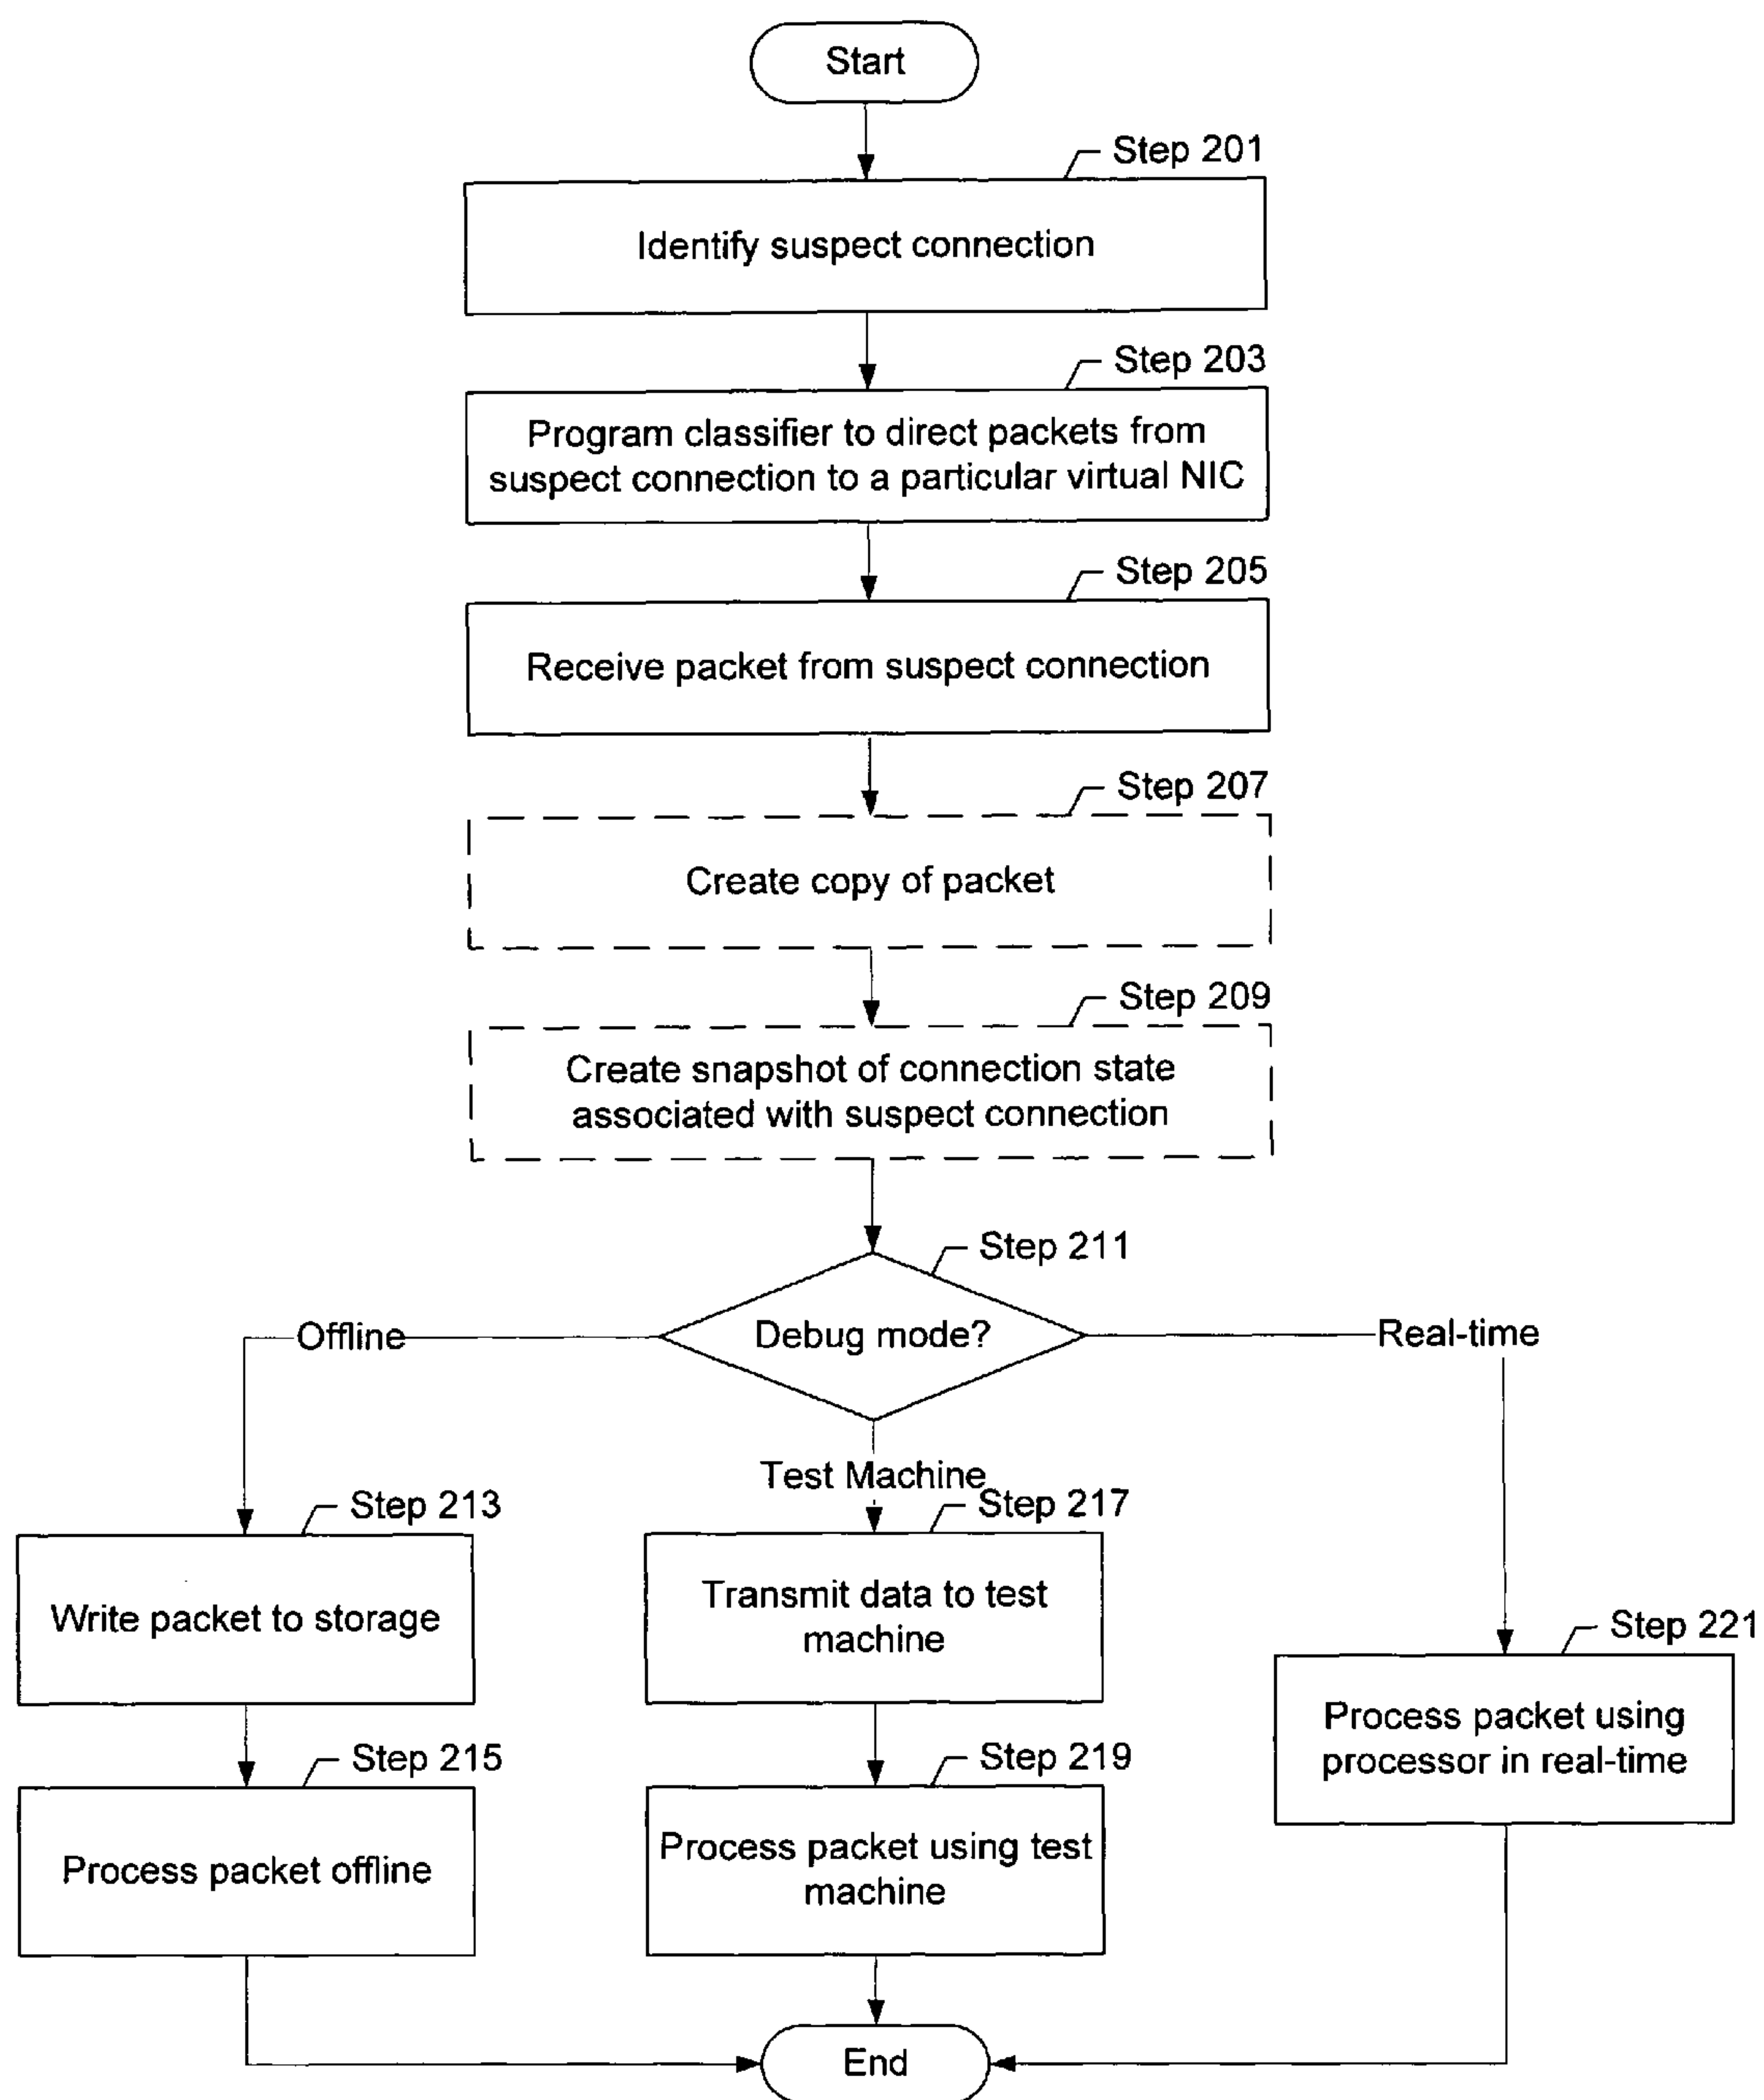 Start
Step 201
Identify suspect connection
Step 203
Program classifier to direct packets from
suspect connection to a particular virtual NIC
Step 205
Receive packet from suspect connection
Step 207
Create copy of packet
Step 209
Create snapshot of connection state
associated with suspect connection
Step 211
Debug mode?
Offline
Real-time
Test Machine
Step 213
Write packet to storage
Step 217
Transmit data to test
machine
Step 221
Process packet using
processor in real-time
Step 215
Process packet offline
Step 219
Process packet using test
machine
End